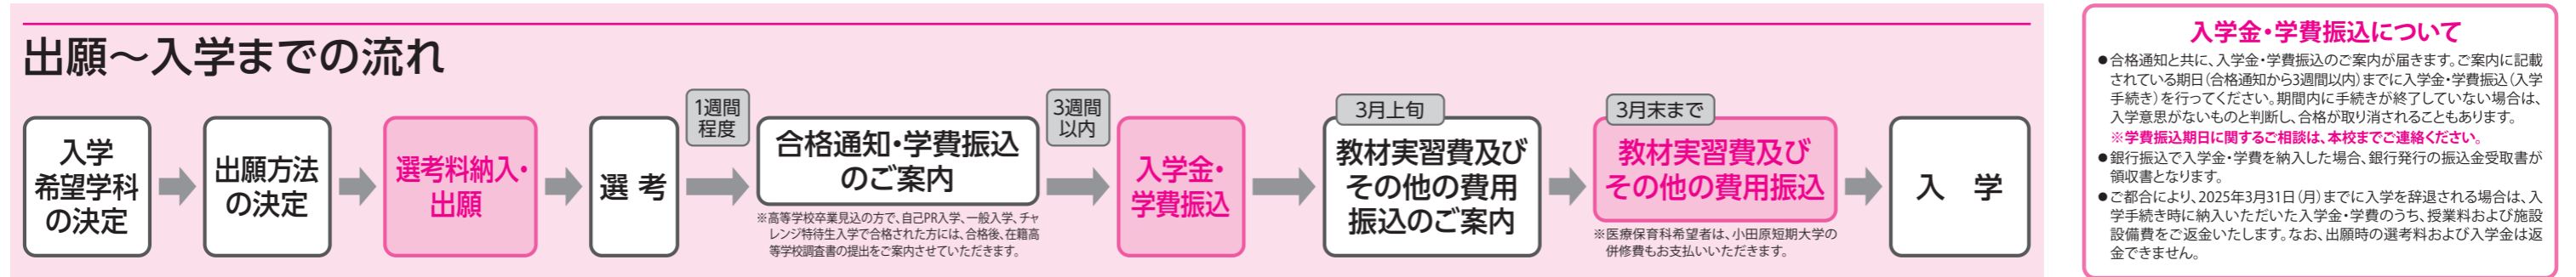 出願～入学までの流れ
入学
希望学科
の決定
出願方法
の決定
選考料納入・
出願
選 考
1週間
程度
合格通知・学費振込
のご案内
※高等学校卒業見込の方で、自己PR入学、一般入学、チャ
レンジ特待生入学で合格された方には、合格後、在籍高
等学校調査書の提出をご案内させていただきます。
3週間
以内
入学金・
学費振込
3月上旬
教材実習費及び
その他の費用
振込のご案内
3月末まで
教材実習費及び
その他の費用振込
※医療保育科希望者は、小田原短期大学の
併修費もお支払いいただきます。
入 学
入学金・学費振込について
●合格通知と共に、入学金・学費振込のご案内が届きます。ご案内に記載
されている期日（合格通知から3週間以内）までに入学金・学費振込（入学
手続き）を行ってください。期間内に手続きが終了していない場合は、
入学意思がないものと判断し、合格が取り消されることもあります。
※学費振込期日に関するご相談は、本校までご連絡ください。
●銀行振込で入学金・学費を納入した場合、銀行発行の振込金受取書が
領収書となります。
●ご都合により、2025年3月31日（月）までに入学を辞退される場合は、入
学手続き時に納入いただいた入学金・学費のうち、授業料および施設
設備費をご返金いたします。なお、出願時の選考料および入学金は返
金できません。